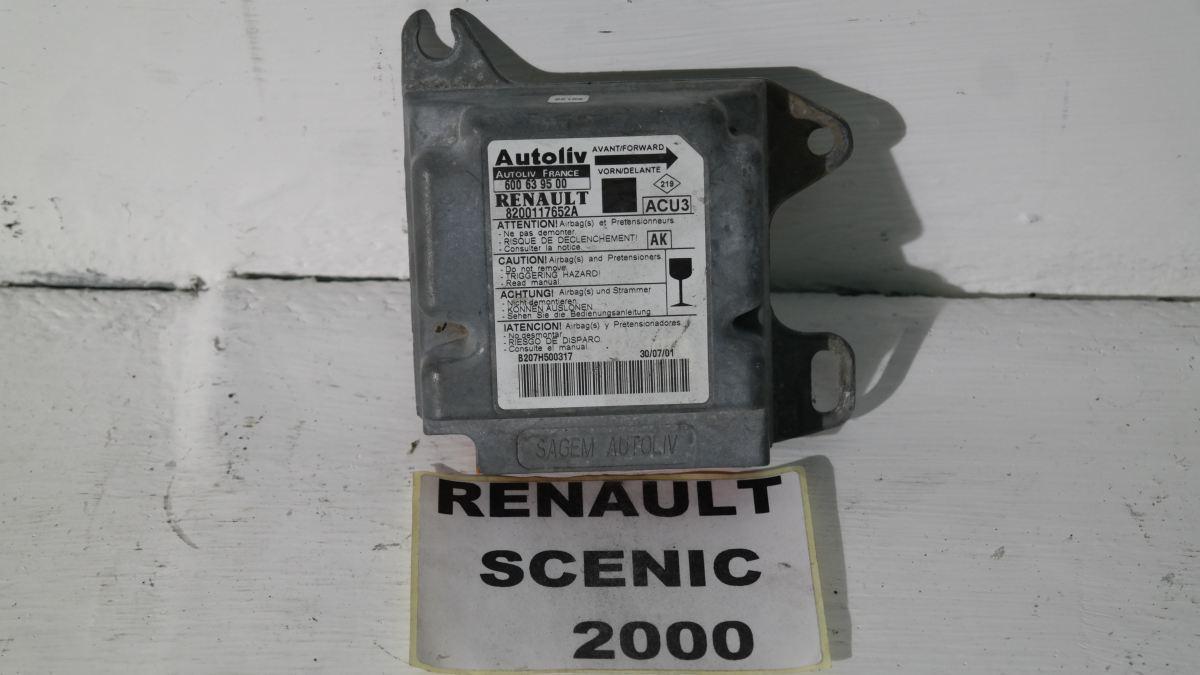 Autoliv
AVANT/FORWARD
AUTOLIV FRANCE
VORN/DELANTE
600 63 95 00
219
RENAULT
ACU3
8200117652A
ATTENTION! Airbag(s) et Pretensionneurs
- Ne pas demonter.
- RISQUE DE DECLENCHEMENT!
- Consulter la notice.
AK
CAUTION! Airbag(s) and Pretensioners
- Do not remove.
- TRIGGERING HAZARD!
- Read manual
ACHTUNG! Airbag(s) und Strammer
- Nicht demontieren.
- KONNEN AUSLONEN
- Sehen Sie die Bedienungsanleitung
IATENCION! Airbag(s) y Pretensionadores.
- No desmontar.
- RIESGO DE DISPARO.
- Consulte el manual.
B207H500317 30/07/01
SAGEM AUTOLIV
RENAULT
SCENIC
2000